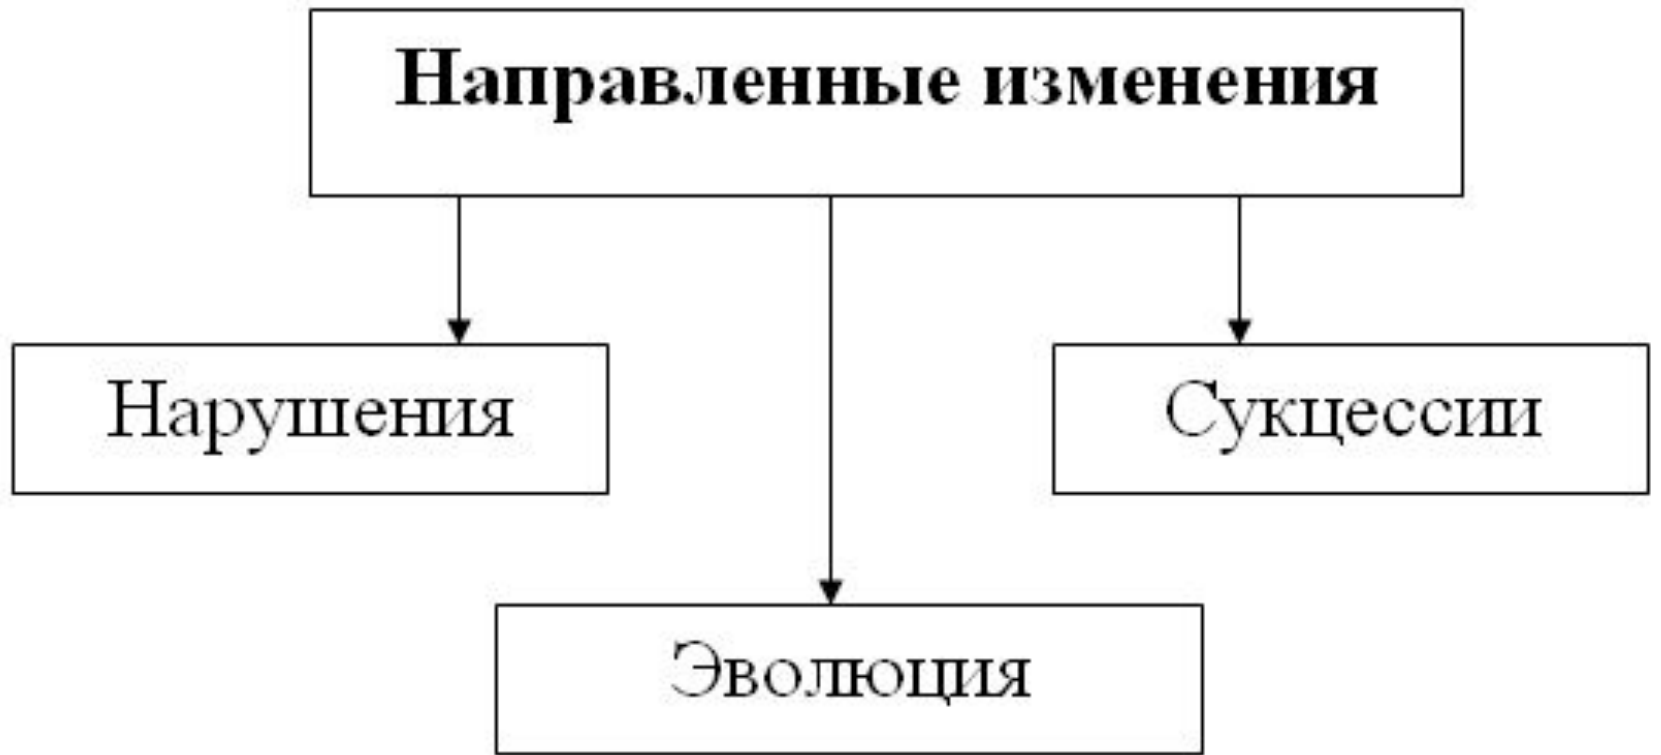 Направленные изменения
Нарушения
Сукцессии
Эволюция